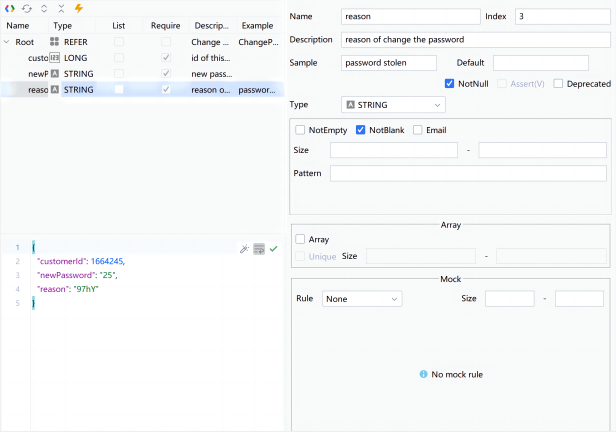 Name Type List Require Descrip... Example
Root REFER Change ... ChangeP...
custo 123 LONG id of this...
newP A STRING new pass...
reaso A STRING reason o... passwor...
1 {
2 "customerId": 1664245,
3 "newPassword": "25",
4 "reason": "97hY"
5 }
Name reason Index 3
Description reason of change the password
Sample password stolen Default
NotNull Assert(V) Deprecated
Type A STRING
NotEmpty NotBlank Email
Size -
Pattern
Array
Array
Unique Size -
Mock
Rule None Size -
No mock rule